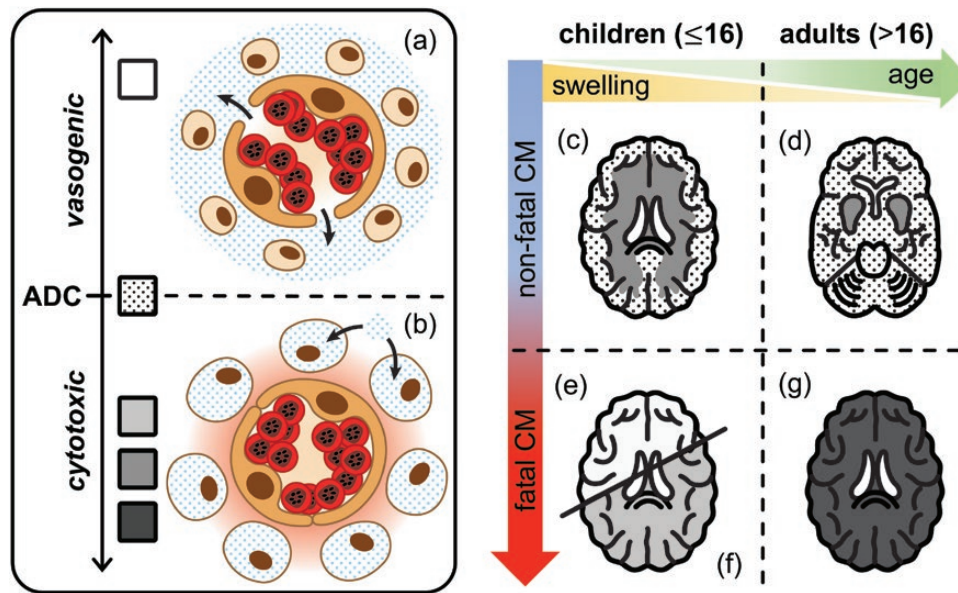 (a)
vasogenic
ADC
(b)
cytotoxic
children (≤16)
adults (>16)
age
swelling
non-fatal CM
(c)
(d)
fatal CM
(e)
(g)
(f)